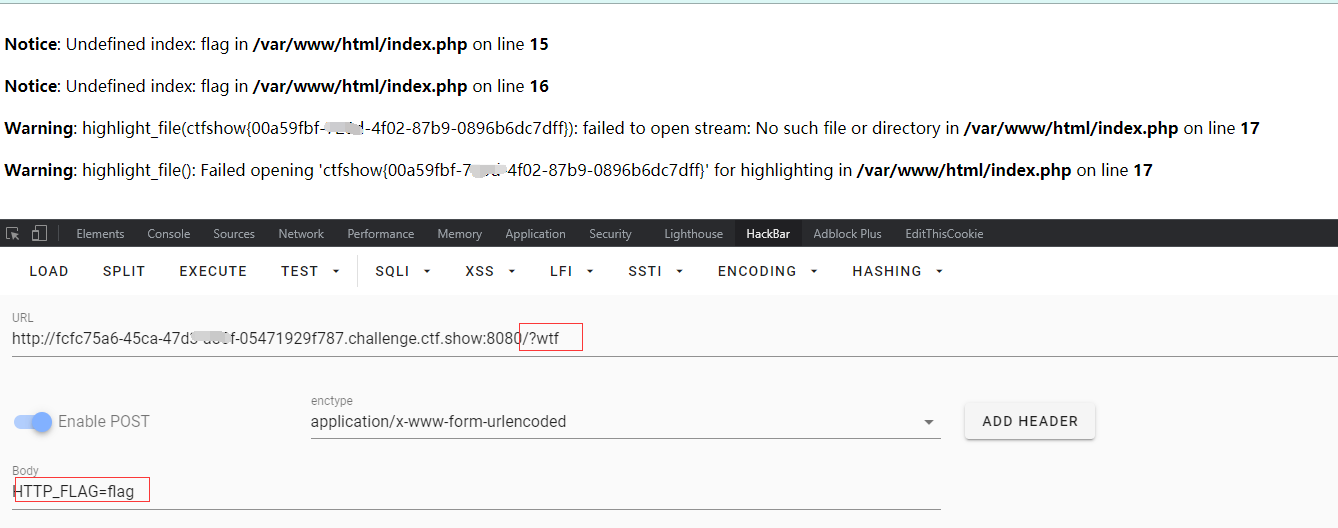 Notice: Undefined index: flag in /var/www/html/index.php on line 15
Notice: Undefined index: flag in /var/www/html/index.php on line 16
Warning: highlight_file(ctfshow{00a59fbf- -4f02-87b9-0896b6dc7dff}): failed to open stream: No such file or directory in /var/www/html/index.php on line 17
Warning: highlight_file(): Failed opening 'ctfshow{00a59fbf-7 -4f02-87b9-0896b6dc7dff}' for highlighting in /var/www/html/index.php on line 17
Elements Console Sources Network Performance Memory Application Security Lighthouse HackBar Adblock Plus EditThisCookie
LOAD SPLIT EXECUTE TEST SQLI XSS LFI SSTI ENCODING HASHING
URL
http://fcfc75a6-45ca-47d3- f-05471929f787.challenge.ctf.show:8080/?wtf
enctype
Enable POST application/x-www-form-urlencoded ADD HEADER
Body
HTTP_FLAG=flag